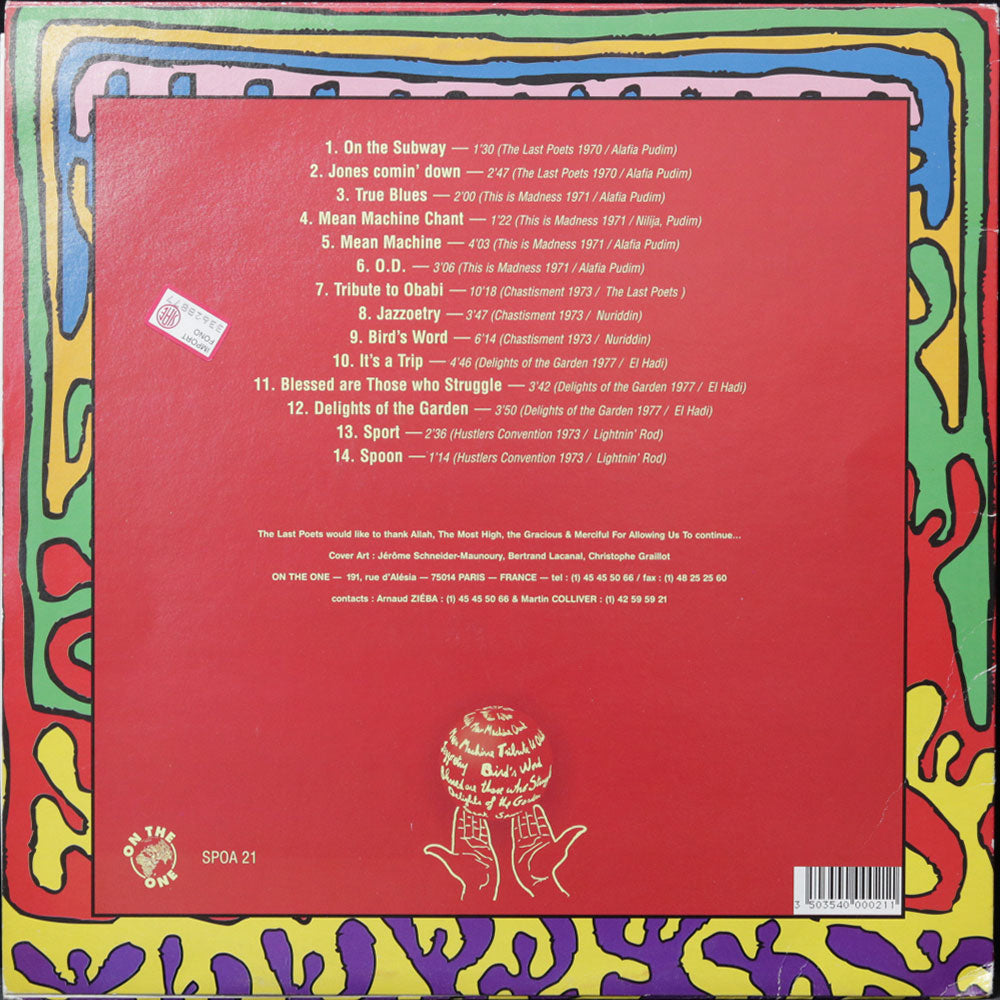 1. On the Subway — 1'30 (The Last Poets 1970 / Alafia Pudim)
2. Jones comin' down — 2'47 (The Last Poets 1970 / Alafia Pudim)
3. True Blues — 2'00 (This is Madness 1971 / Alafia Pudim)
4. Mean Machine Chant — 1'22 (This is Madness 1971 / Nilija, Pudim)
5. Mean Machine — 4'03 (This is Madness 1971 / Alafia Pudim)
6. O.D. — 3'06 (This is Madness 1971 / Alafia Pudim)
7. Tribute to Obabi — 10'18 (Chastisment 1973 / The Last Poets )
8. Jazzoetry — 3'47 (Chastisment 1973 / Nuriddin)
9. Bird's Word — 6'14 (Chastisment 1973 / Nuriddin)
10. It's a Trip — 4'46 (Delights of the Garden 1977 / El Hadi)
11. Blessed are Those who Struggle — 3'42 (Delights of the Garden 1977 / El Hadi)
12. Delights of the Garden — 3'50 (Delights of the Garden 1977 / El Hadi)
13. Sport — 2'36 (Hustlers Convention 1973 / Lightnin' Rod)
14. Spoon — 1'14 (Hustlers Convention 1973 / Lightnin' Rod)
IMPORT
FONO
The Last Poets would like to thank Allah, The Most High, the Gracious & Merciful For Allowing Us To continue...
Cover Art : Jérôme Schneider-Maunoury, Bertrand Lacanal, Christophe Graillot
ON THE ONE — 191, rue d'Alésia — 75014 PARIS — FRANCE — tel : (1) 45 45 50 66 / fax : (1) 48 25 25 60
contacts : Arnaud ZIÉBA : (1) 45 45 50 66 & Martin COLLIVER : (1) 42 59 59 21
Machine Tribute to
Bird's Word
are those who
Delights of the Garden
ON THE
ONE
SPOA 21
3 503540 000211